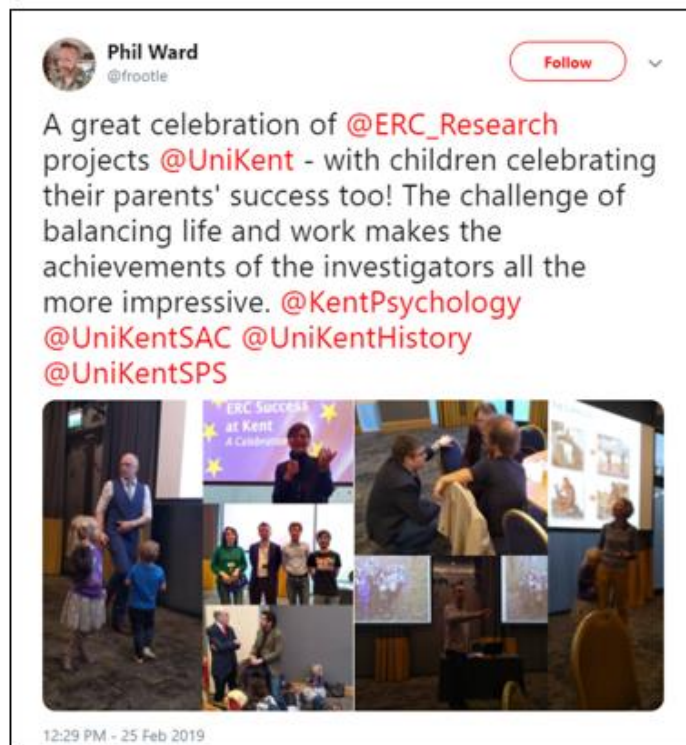 Phil Ward
@frootle
Follow
A great celebration of @ERC_Research
projects @UniKent - with children celebrating
their parents' success too! The challenge of
balancing life and work makes the
achievements of the investigators all the
more impressive. @KentPsychology
@UniKentSAC @UniKentHistory
@UniKentSPS
ERC Success
at Kent
A Celebration
12:29 PM - 25 Feb 2019